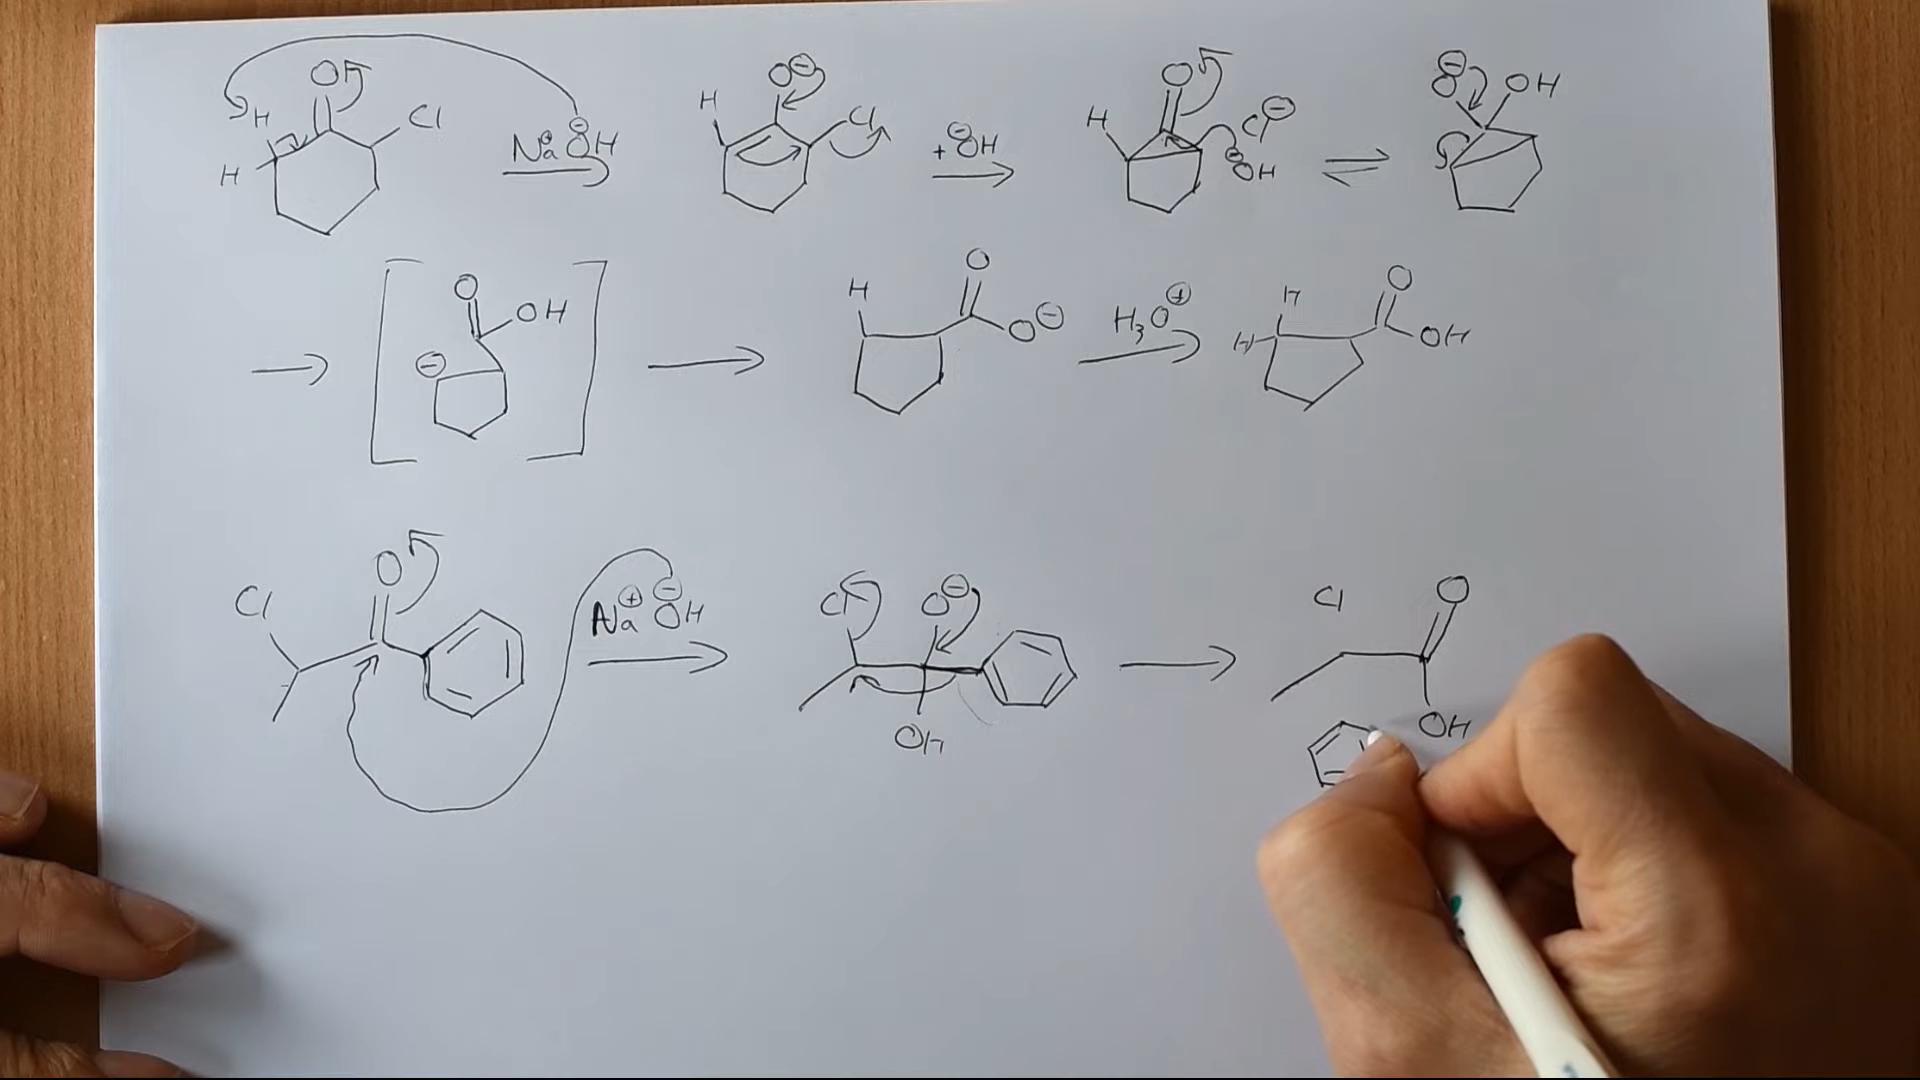 H O Cl H Na⊕ ⊖OH
H O⊖ Cl + ⊖OH
H O Cl⊖ ⊖OH ⇌
⊖O OH
→ [ O OH ⊖ ] →
H O O⊖ H₃O⊕ →
H H O OH
Cl O Na⊕ ⊖OH →
Cl O⊖ OH →
Cl O OH